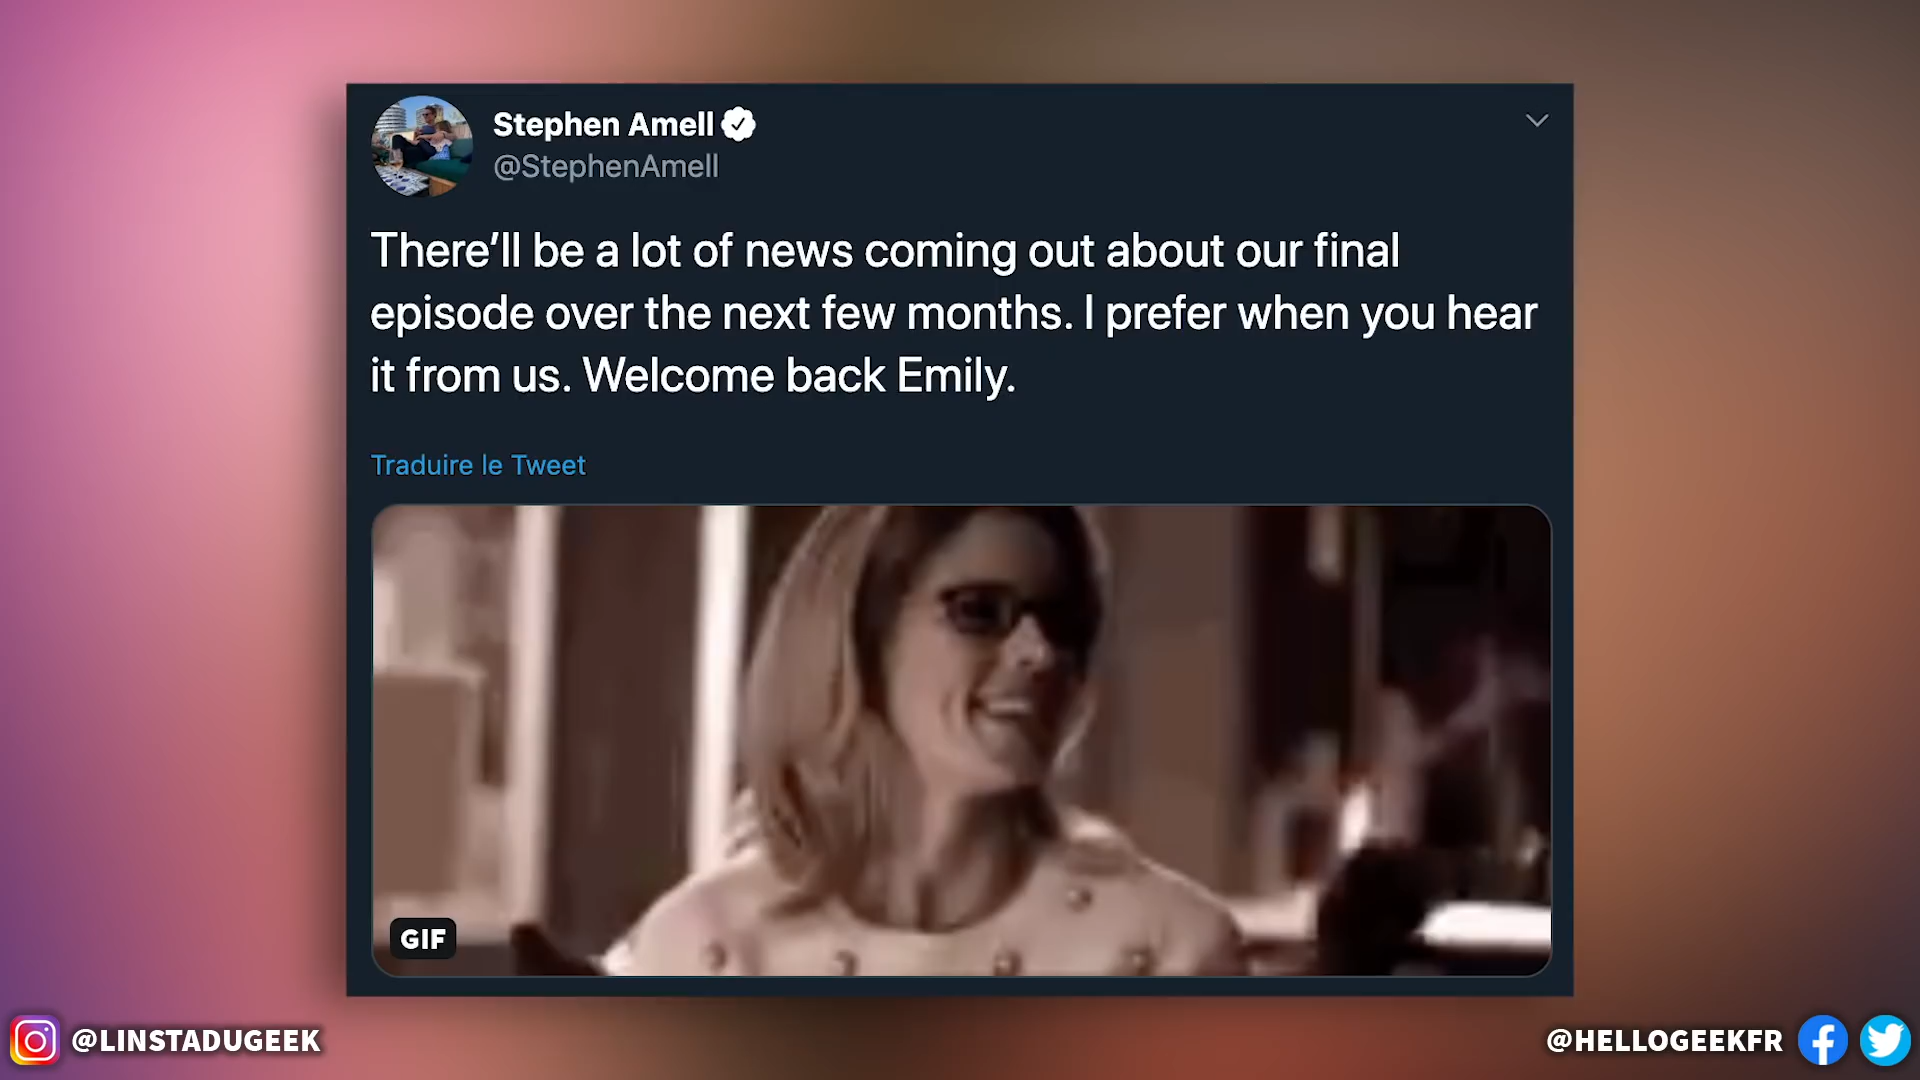 Stephen Amell
@StephenAmell
There’ll be a lot of news coming out about our final
episode over the next few months. I prefer when you hear
it from us. Welcome back Emily.
Traduire le Tweet
GIF
@LINSTADUGEEK
@HELLOGEEKFR